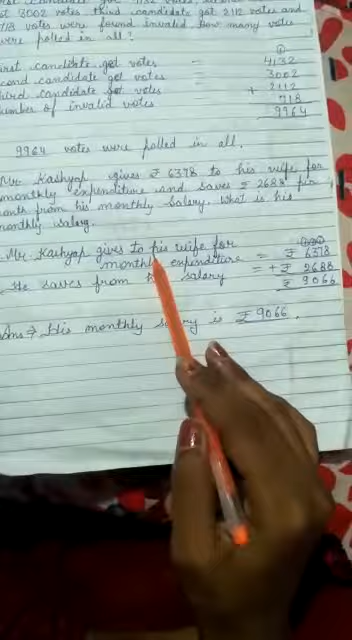 3002 votes, third candidate got 2112 votes and
718 votes were found invalid. How many votes
were polled in all?
first candidate got votes - 4132
second candidate got votes = 3002
third candidate got votes = + 2112
number of invalid votes 718
9964
9964 votes were polled in all.
Mr. Kashyap gives ₹ 6378 to his wife for
monthly expenditure and saves ₹ 2688 per
month from his monthly salary. What is his
monthly salary.
Mr. Kashyap gives to his wife for
monthly expenditure = ₹ 6378
He saves from his salary = + ₹ 2688
₹ 9066
Ans → His monthly salary is ₹ 9066.